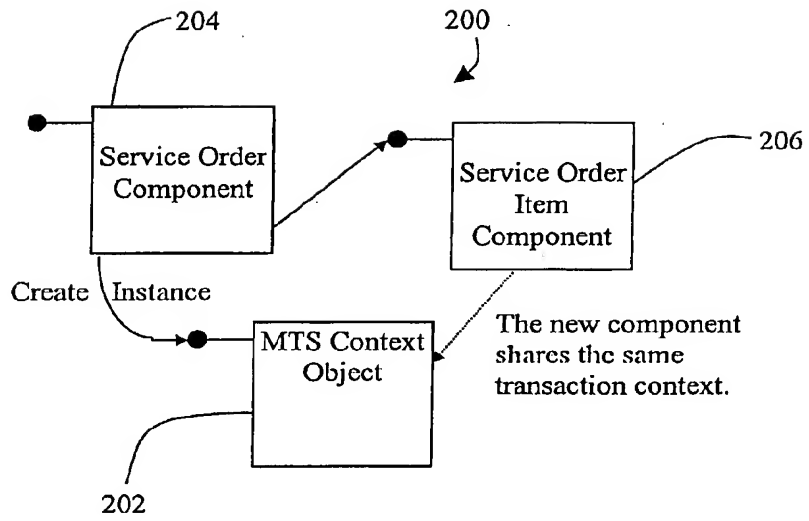 204
200
Service Order
Component
206
Service Order
Item
Component
Create Instance
MTS Context
Object
The new component
shares the same
transaction context.
202